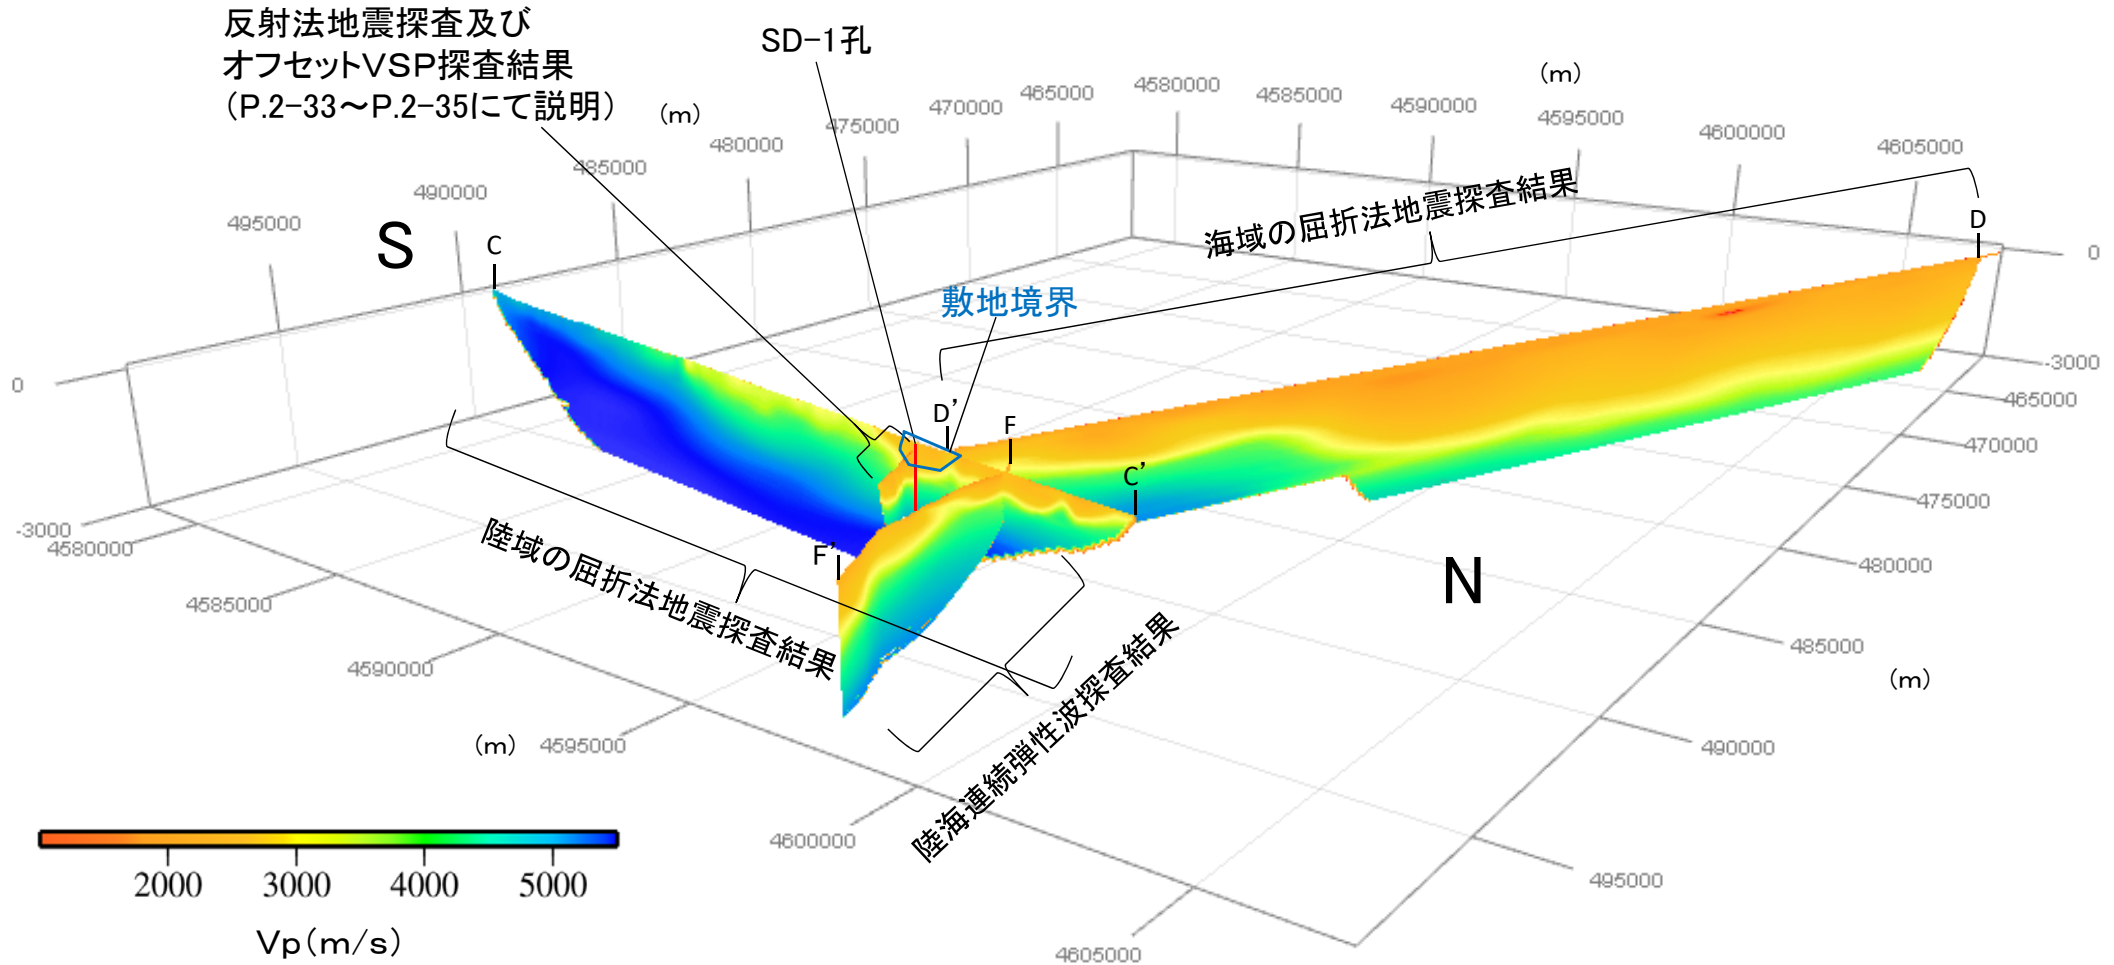 反射法地震探査及び
オフセットVSP探査結果
（P.2-33～P.2-35にて説明）
SD-1孔
(m)
(m)
495000
490000
485000
480000
475000
470000
465000
4580000
4585000
4590000
4595000
4600000
4605000
S
C
海域の屈折法地震探査結果
D
敷地境界
0
0
-3000
465000
470000
475000
480000
485000
490000
495000
(m)
D’
F
C’
F’
N
-3000
4580000
4585000
4590000
4595000
4600000
4605000
(m)
陸域の屈折法地震探査結果
陸海連続弾性波探査結果
2000 3000 4000 5000
Vp(m/s)